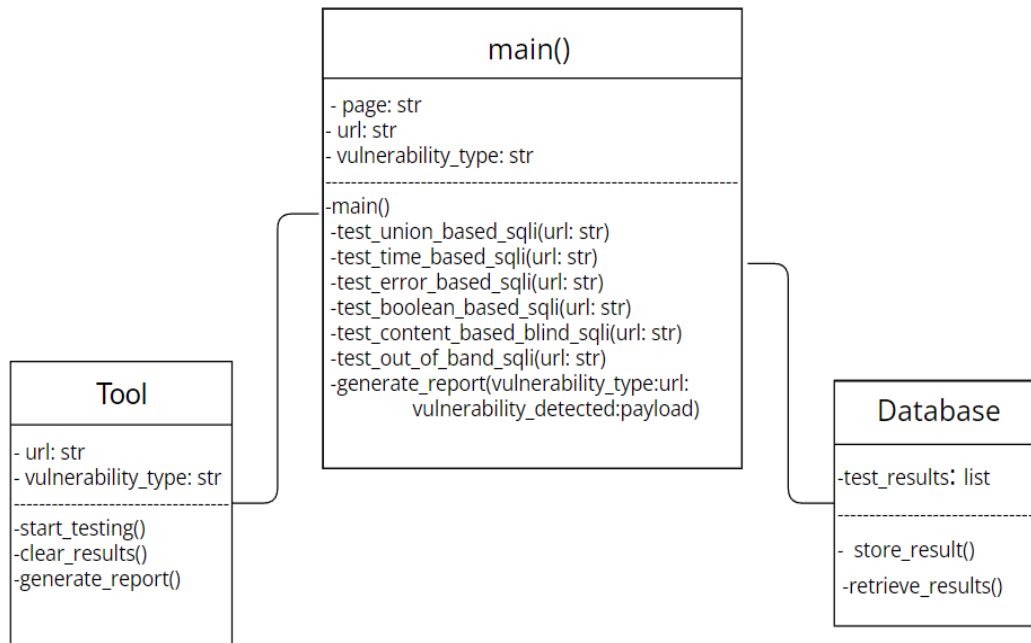 main()
- page: str
- url: str
- vulnerability_type: str
-main()
-test_union_based_sqli(url: str)
-test_time_based_sqli(url: str)
-test_error_based_sqli(url: str)
-test_boolean_based_sqli(url: str)
-test_content_based_blind_sqli(url: str)
-test_out_of_band_sqli(url: str)
-generate_report(vulnerability_type:url:
vulnerability_detected:payload)
Tool
- url: str
- vulnerability_type: str
-start_testing()
-clear_results()
-generate_report()
Database
-test_results: list
- store_result()
-retrieve_results()